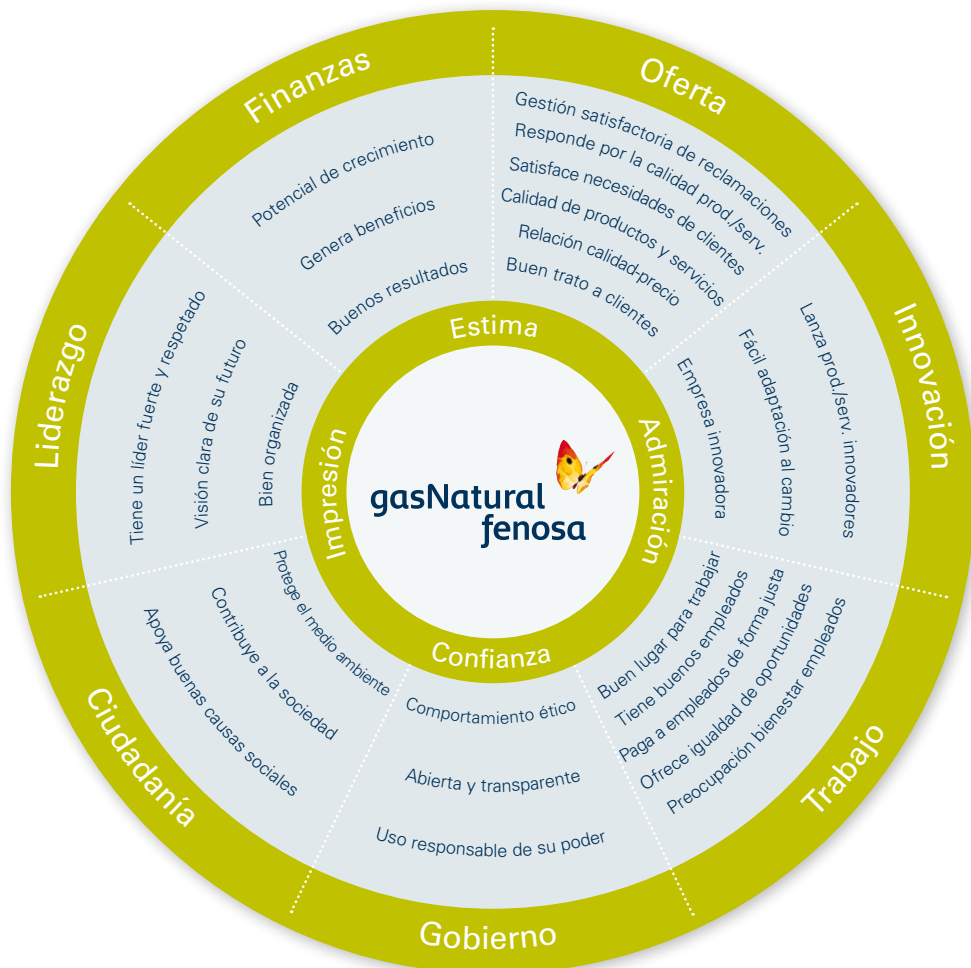 Finanzas
Potencial de crecimiento
Genera beneficios
Buenos resultados
Oferta
Gestión satisfactoria de reclamaciones
Responde por la calidad prod./serv.
Satisface necesidades de clientes
Calidad de productos y servicios
Relación calidad-precio
Buen trato a clientes
Innovación
Lanza prod./serv. innovadores
Fácil adaptación al cambio
Empresa innovadora
Trabajo
Buen lugar para trabajar
Tiene buenos empleados
Paga a empleados de forma justa
Ofrece igualdad de oportunidades
Preocupación bienestar empleados
Gobierno
Comportamiento ético
Abierta y transparente
Uso responsable de su poder
Ciudadanía
Protege el medio ambiente
Contribuye a la sociedad
Apoya buenas causas sociales
Liderazgo
Tiene un líder fuerte y respetado
Visión clara de su futuro
Bien organizada
Estima
Admiración
Confianza
Impresión
gasNatural
fenosa